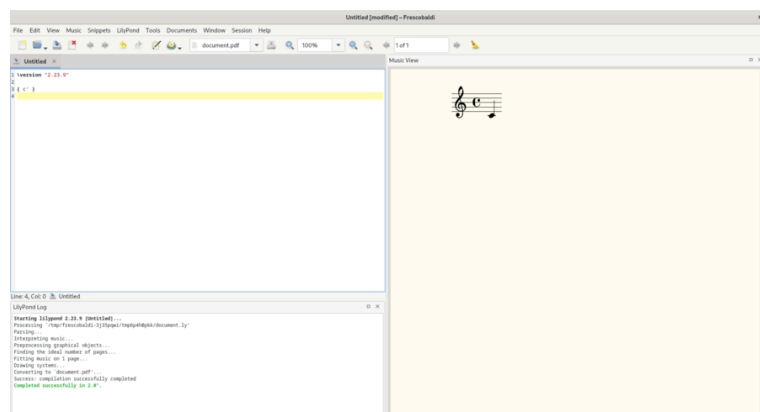 Untitled [modified] – Frescobaldi
File Edit View Music Snippets LilyPond Tools Documents Window Session Help
document.pdf 100% 1 of 1
Untitled
Music View
1 \version "2.23.9"
2
3 { c' }
4
Line: 4, Col: 0 Untitled
LilyPond Log
Starting lilypond 2.23.9 [Untitled]...
Parsing...
Interpreting music...
Preprocessing graphical objects...
Finding the ideal number of pages...
Fitting music on 1 page...
Drawing systems...
Converting to `document.pdf'...
Success: compilation successfully completed
Completed successfully in 2.0".